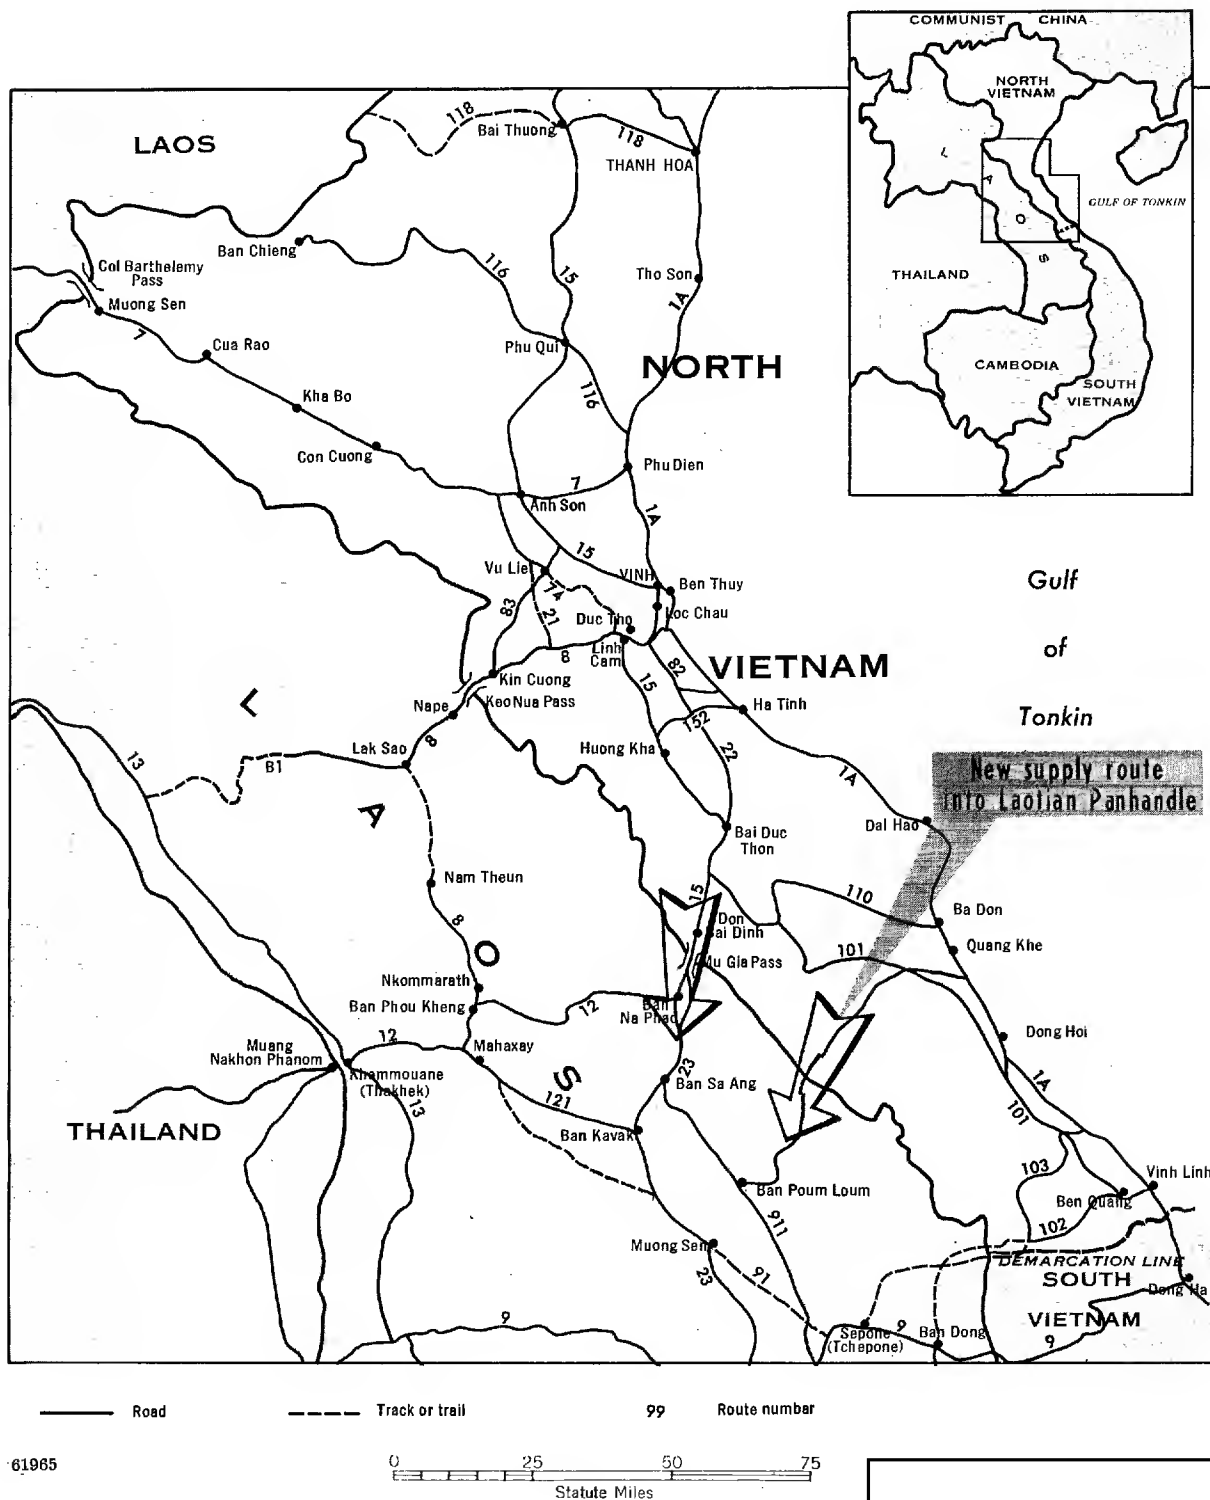 COMMUNIST CHINA
NORTH
VIETNAM
L
A
O
S
GULF OF TONKIN
THAILAND
CAMBODIA
SOUTH
VIETNAM
LAOS
118
Bai Thuong
118
THANH HOA
Ban Chieng
116
15
Tho Son
1A
Col Barthelemy
Pass
Muong Sen
7
Cua Rao
Phu Qui
NORTH
116
Kha Bo
Con Cuong
Phu Dien
7
Anh Son
1A
15
Vu Lie
VINH
Ben Thuy
74
83
21
Duc Tho
Loc Chau
Linh
Cam
8
82
VIETNAM
Gulf
of
Tonkin
Kin Cuong
Keo Nua Pass
15
Nape
8
Ha Tinh
152
L
Lak Sao
Huong Kha
22
13
B1
1A
New supply route
into Laotian Panhandle
A
Dai Hao
Bai Duc
Thon
Nam Theun
15
110
8
Don
Bai Dinh
Ba Don
O
101
Quang Khe
Mu Gia Pass
Nkommarath
Ban Phou Kheng
12
Ban
Na Phao
12
Dong Hoi
Muang
Nakhon Phanom
Mahaxay
Khammouane
(Thakhek)
23
S
Ban Sa Ang
1A
13
121
101
THAILAND
Ban Kavak
103
Vinh Linh
Ban Poum Loum
Ben Quang
911
102
Muong Sen
91
23
DEMARCATION LINE
SOUTH
Dong Ha
VIETNAM
9
9
Sepone
(Tchepone)
Ban Dong
9
Road
Track or trail
99 Route number
61965
0 25 50 75
Statute Miles